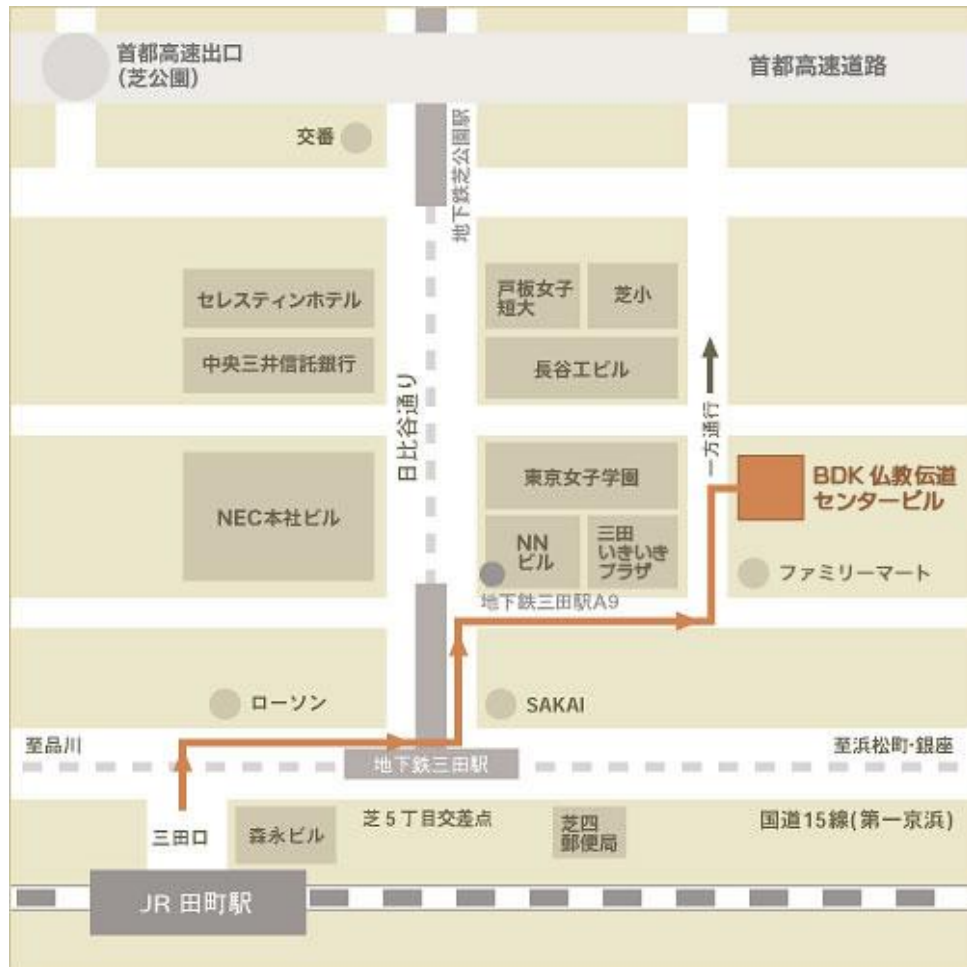 首都高速出口
(芝公園)
首都高速道路
交番
地下鉄芝公園駅
セレスティンホテル
戸板女子
短大
芝小
中央三井信託銀行
長谷工ビル
日比谷通り
一方通行
NEC本社ビル
東京女子学園
BDK 仏教伝道
センタービル
NN
ビル
三田
いきいき
プラザ
ファミリーマート
地下鉄三田駅A9
ローソン
SAKAI
至品川
至浜松町・銀座
地下鉄三田駅
三田口
森永ビル
芝5丁目交差点
芝四
郵便局
国道15線(第一京浜)
JR 田町駅